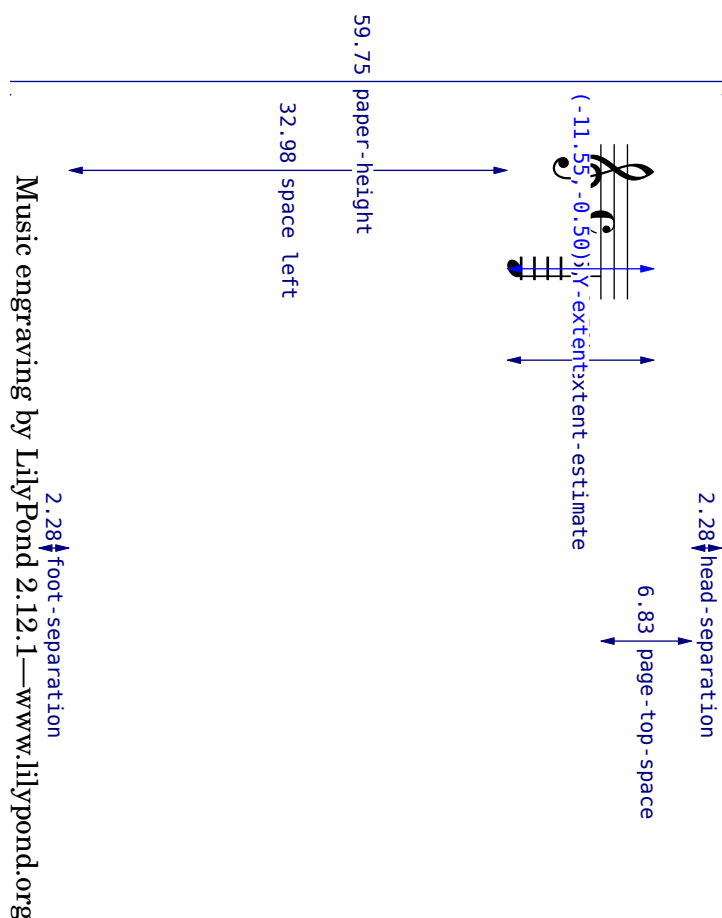 2.28 head-separation
6.83 page-top-space
(-11.55,-0.50)
Y-extent
extent-estimate
59.75 paper-height
32.98 space left
2.28 foot-separation
Music engraving by LilyPond 2.12.1—www.lilypond.org